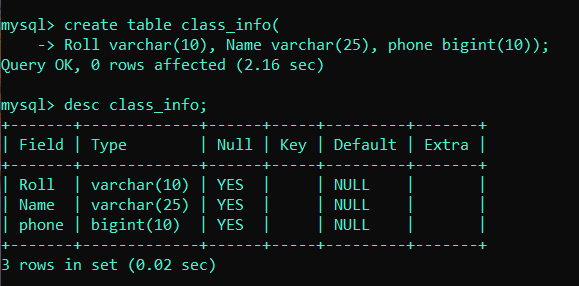 mysql> create table class_info(
    -> Roll varchar(10), Name varchar(25), phone bigint(10));
Query OK, 0 rows affected (2.16 sec)
mysql> desc class_info;
+-------+-------------+------+-----+---------+-------+
| Field | Type        | Null | Key | Default | Extra |
+-------+-------------+------+-----+---------+-------+
| Roll  | varchar(10) | YES  |     | NULL    |       |
| Name  | varchar(25) | YES  |     | NULL    |       |
| phone | bigint(10)  | YES  |     | NULL    |       |
+-------+-------------+------+-----+---------+-------+
3 rows in set (0.02 sec)